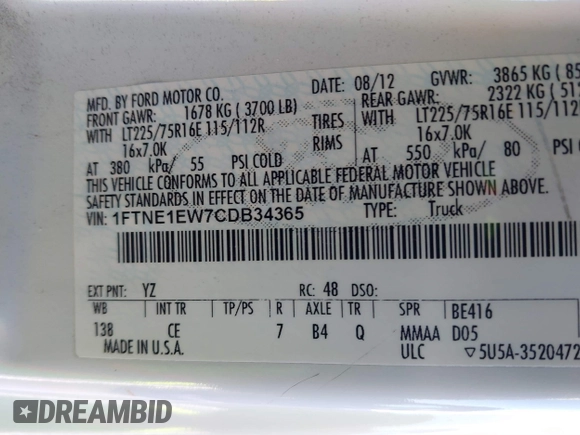 MFD. BY FORD MOTOR CO.
DATE: 08/12 GVWR: 3865 KG ( 85
FRONT GAWR: 1678 KG ( 3700 LB)
REAR GAWR: 2322 KG ( 512
WITH LT225/75R16E 115/112R TIRES WITH LT225/75R16E 115/112
16x7.0K RIMS 16x7.0K
AT 380 kPa/ 55 PSI COLD AT 550 kPa/ 80 PSI
THIS VEHICLE CONFORMS TO ALL APPLICABLE FEDERAL MOTOR VEHICLE
SAFETY STANDARDS IN EFFECT ON THE DATE OF MANUFACTURE SHOWN ABOVE.
VIN: 1FTNE1EW7CDB34365 TYPE: Truck
EXT PNT: YZ RC: 48 DSO:
WB INT TR TP/PS R AXLE TR SPR BE416
138 CE 7 B4 Q MMAA D05
MADE IN U.S.A. ULC ▽5U5A-3520472
DREAMBID